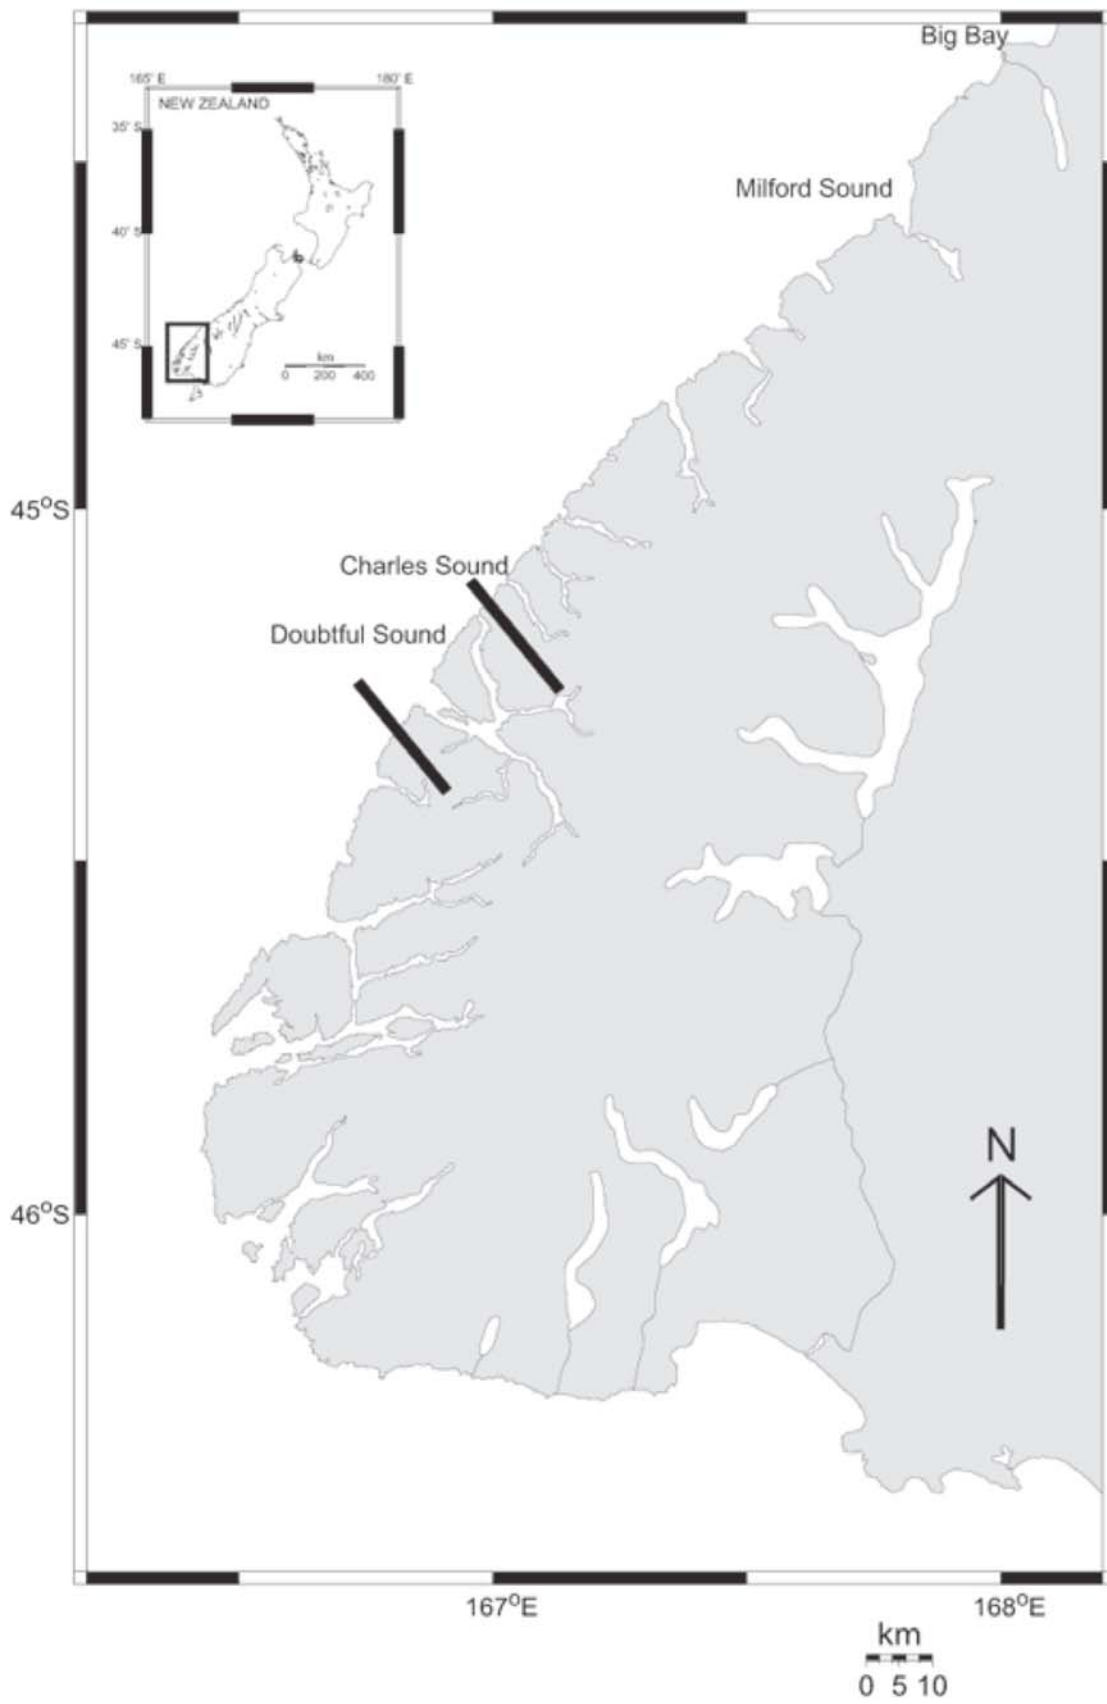 Big Bay
165° E
180° E
NEW ZEALAND
35° S
Milford Sound
40° S
45° S
km
0 200 400
45°S
Charles Sound
Doubtful Sound
N
46°S
167°E
168°E
km
0 5 10